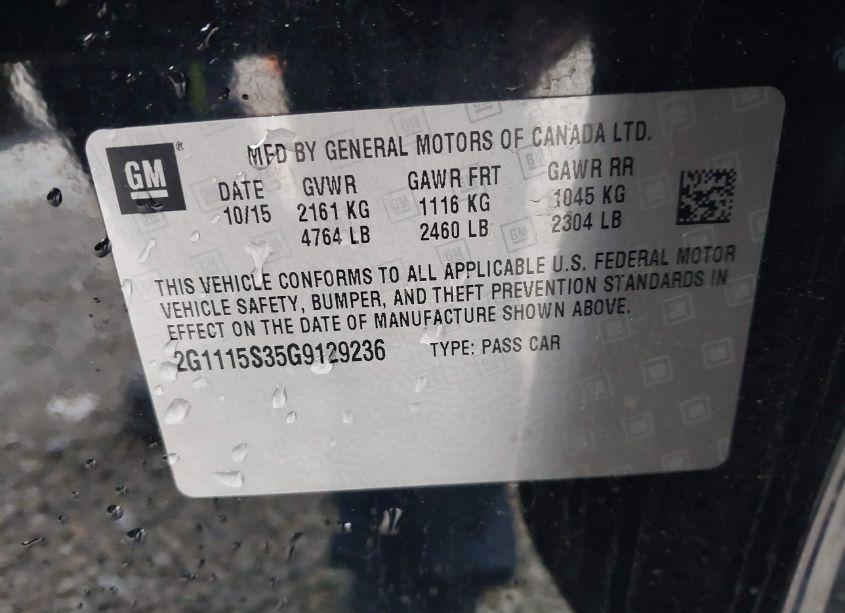 GM®
MFD BY GENERAL MOTORS OF CANADA LTD.
DATE GVWR GAWR FRT GAWR RR
10/15 2161 KG 1116 KG 1045 KG
4764 LB 2460 LB 2304 LB
THIS VEHICLE CONFORMS TO ALL APPLICABLE U.S. FEDERAL MOTOR
VEHICLE SAFETY, BUMPER, AND THEFT PREVENTION STANDARDS IN
EFFECT ON THE DATE OF MANUFACTURE SHOWN ABOVE.
2G1115S35G9129236 TYPE: PASS CAR